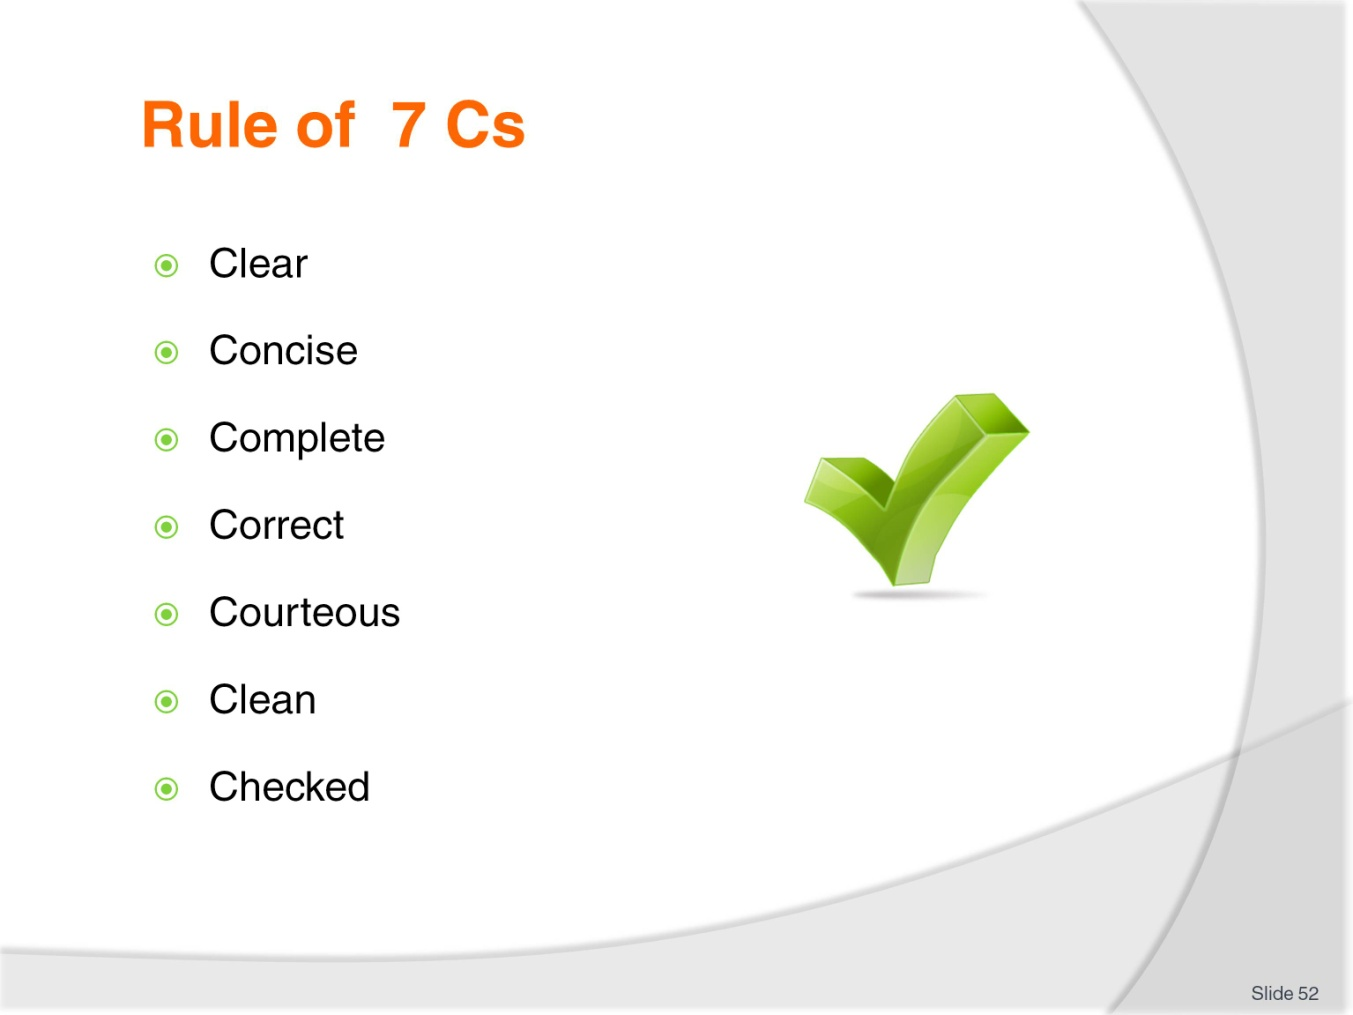 Rule of  7 Cs
Clear
Concise
Complete
Correct
Courteous
Clean
Checked
Slide 52